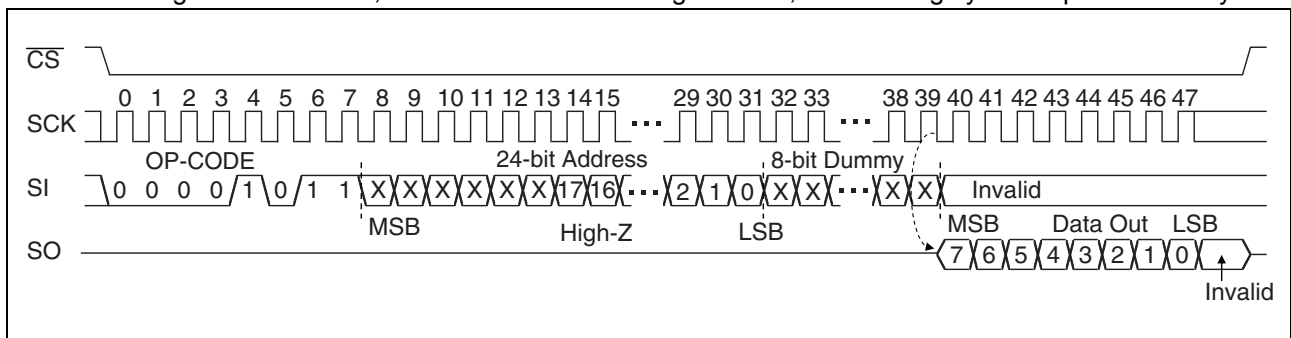 CS
0 1 2 3 4 5 6 7 8 9 10 11 12 13 14 15 ··· 29 30 31 32 33 ··· 38 39 40 41 42 43 44 45 46 47
SCK
OP-CODE 24-bit Address 8-bit Dummy
SI 0 0 0 0 1 0 1 1 X X X X X X 17 16 ··· 2 1 0 X X ··· X X Invalid
MSB High-Z LSB MSB Data Out LSB
SO 7 6 5 4 3 2 1 0
Invalid